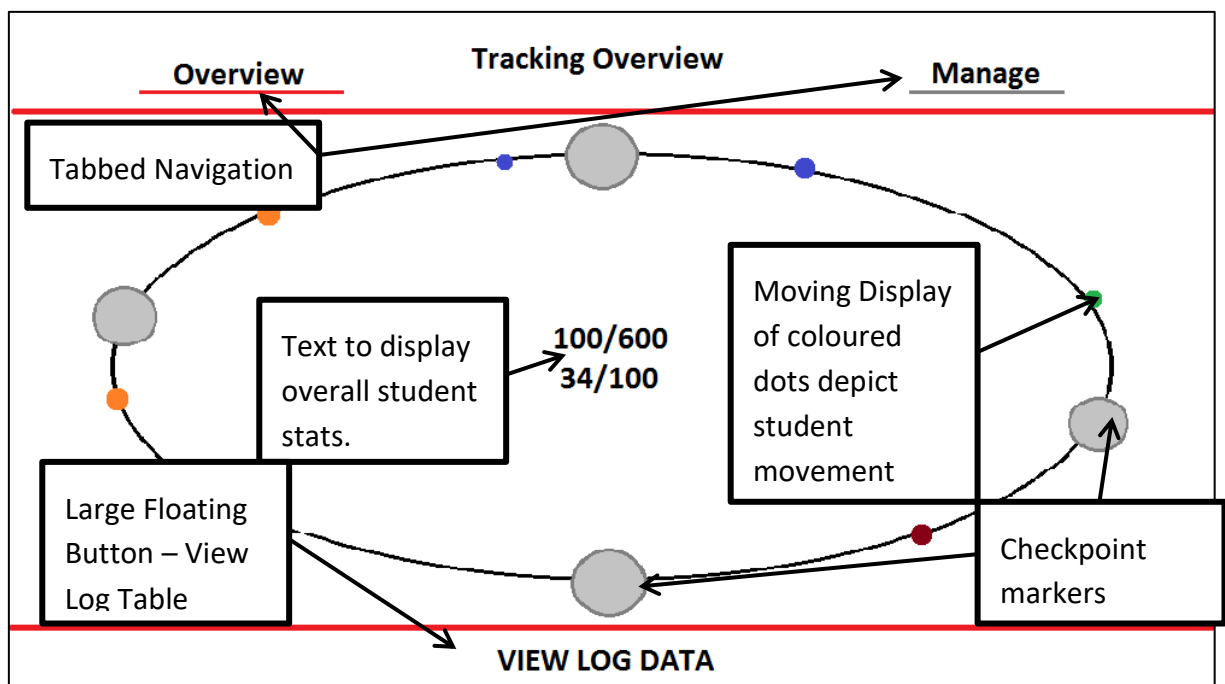 Tracking Overview
Overview
Manage
Tabbed Navigation
Moving Display
of coloured
dots depict
student
movement
Text to display
overall student
stats.
100/600
34/100
Large Floating
Button – View
Log Table
Checkpoint
markers
VIEW LOG DATA